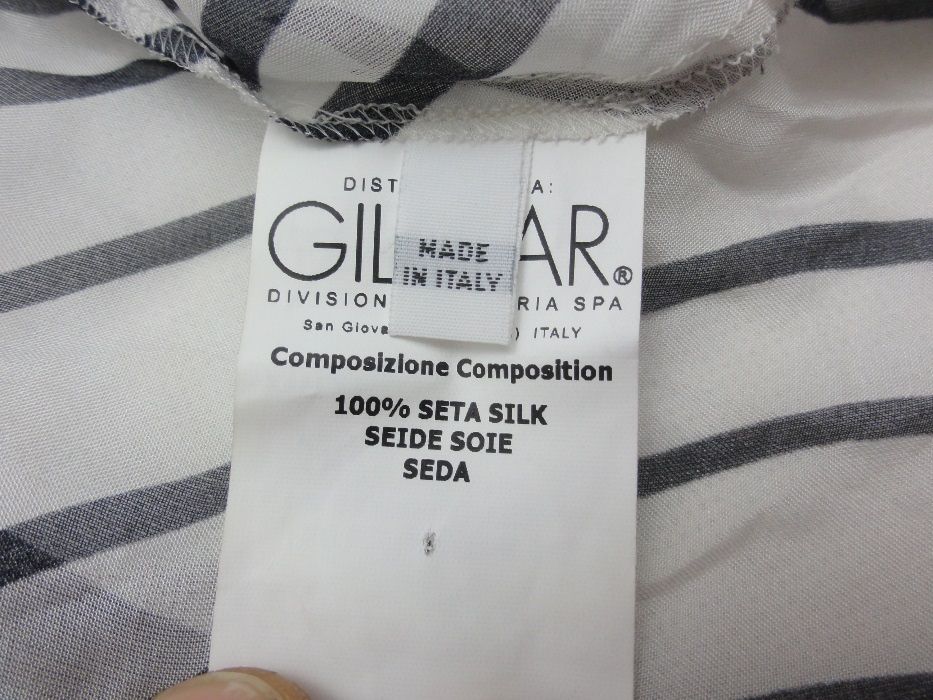 DIST A:
GIL AR®
MADE
IN ITALY
DIVISION RIA SPA
San Giova ) ITALY
Composizione Composition
100% SETA SILK
SEIDE SOIE
SEDA